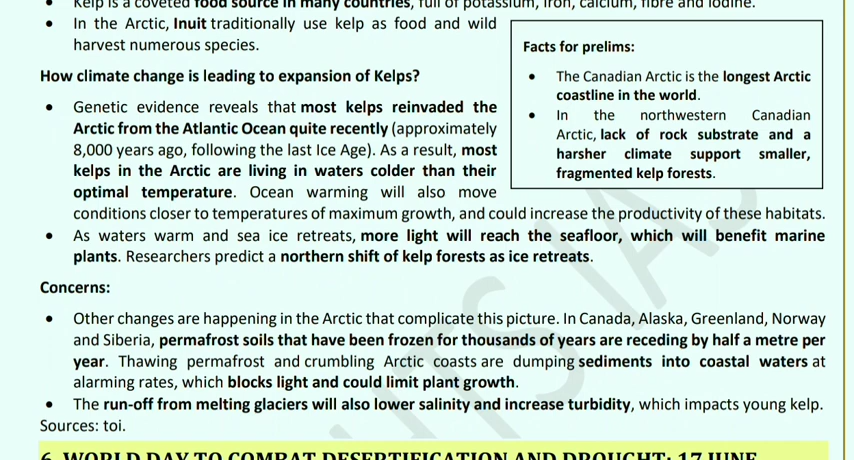 Kelp is a coveted food source in many countries, full of potassium, iron, calcium, fibre and iodine.
• In the Arctic, Inuit traditionally use kelp as food and wild
harvest numerous species.
Facts for prelims:
• The Canadian Arctic is the longest Arctic
coastline in the world.
• In the northwestern Canadian
Arctic, lack of rock substrate and a
harsher climate support smaller,
fragmented kelp forests.
How climate change is leading to expansion of Kelps?
• Genetic evidence reveals that most kelps reinvaded the
Arctic from the Atlantic Ocean quite recently (approximately
8,000 years ago, following the last Ice Age). As a result, most
kelps in the Arctic are living in waters colder than their
optimal temperature. Ocean warming will also move
conditions closer to temperatures of maximum growth, and could increase the productivity of these habitats.
• As waters warm and sea ice retreats, more light will reach the seafloor, which will benefit marine
plants. Researchers predict a northern shift of kelp forests as ice retreats.
Concerns:
• Other changes are happening in the Arctic that complicate this picture. In Canada, Alaska, Greenland, Norway
and Siberia, permafrost soils that have been frozen for thousands of years are receding by half a metre per
year. Thawing permafrost and crumbling Arctic coasts are dumping sediments into coastal waters at
alarming rates, which blocks light and could limit plant growth.
• The run-off from melting glaciers will also lower salinity and increase turbidity, which impacts young kelp.
Sources: toi.
6. WORLD DAY TO COMBAT DESERTIFICATION AND DROUGHT: 17 JUNE